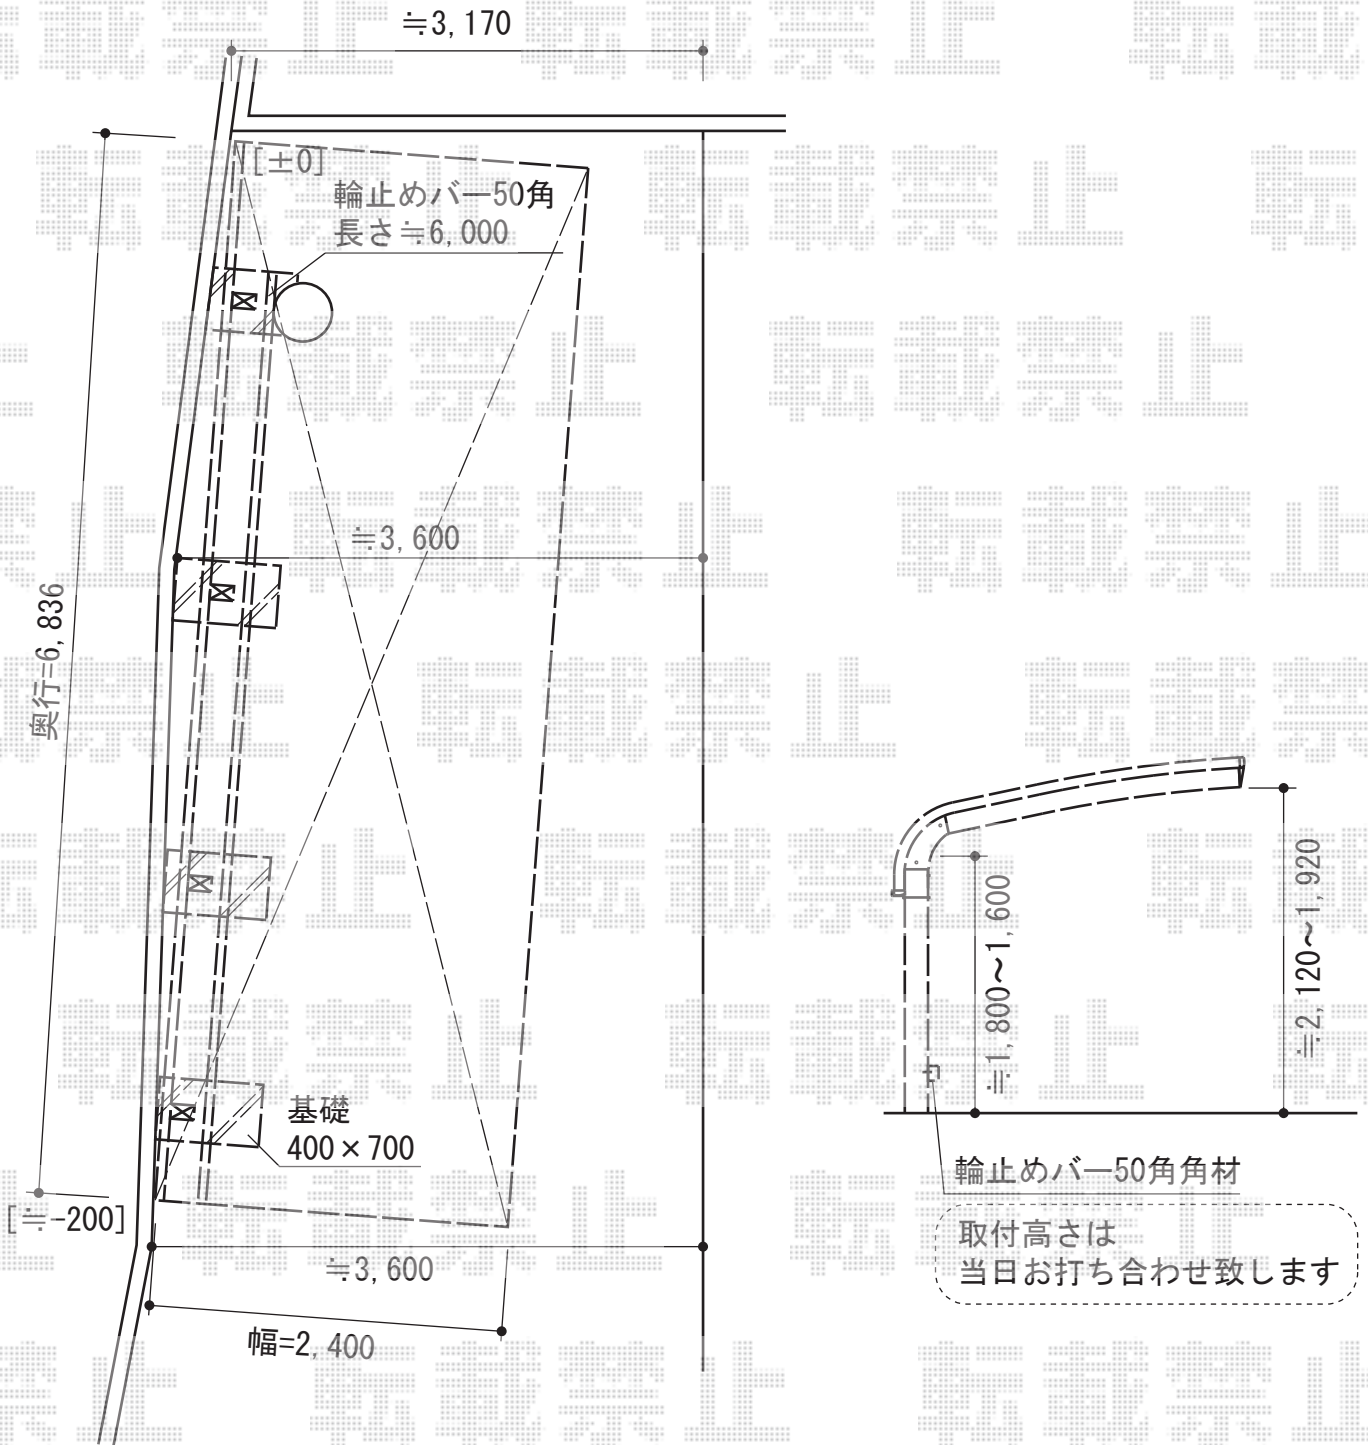 ≒3,170
[±0]
輪止めバー50角
長さ≒6,000
≒3,600
奥行=6,836
基礎
400×700
[≒-200]
≒3,600
幅=2,400
≒1,800～1,600
≒2,120～1,920
輪止めバー50角角材
取付高さは
当日お打ち合わせ致します
転載禁止